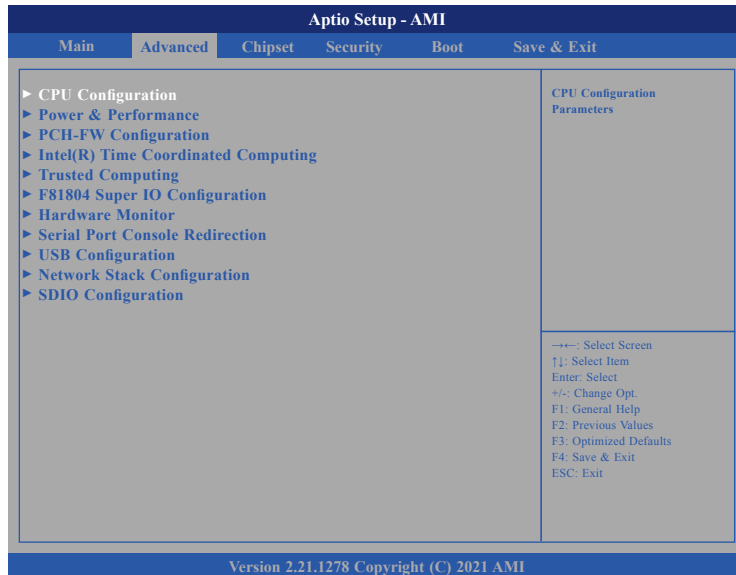 Aptio Setup - AMI
Main Advanced Chipset Security Boot Save & Exit
► CPU Configuration
► Power & Performance
► PCH-FW Configuration
► Intel(R) Time Coordinated Computing
► Trusted Computing
► F81804 Super IO Configuration
► Hardware Monitor
► Serial Port Console Redirection
► USB Configuration
► Network Stack Configuration
► SDIO Configuration
CPU Configuration
Parameters
→←: Select Screen
↑↓: Select Item
Enter: Select
+/-: Change Opt.
F1: General Help
F2: Previous Values
F3: Optimized Defaults
F4: Save & Exit
ESC: Exit
Version 2.21.1278 Copyright (C) 2021 AMI